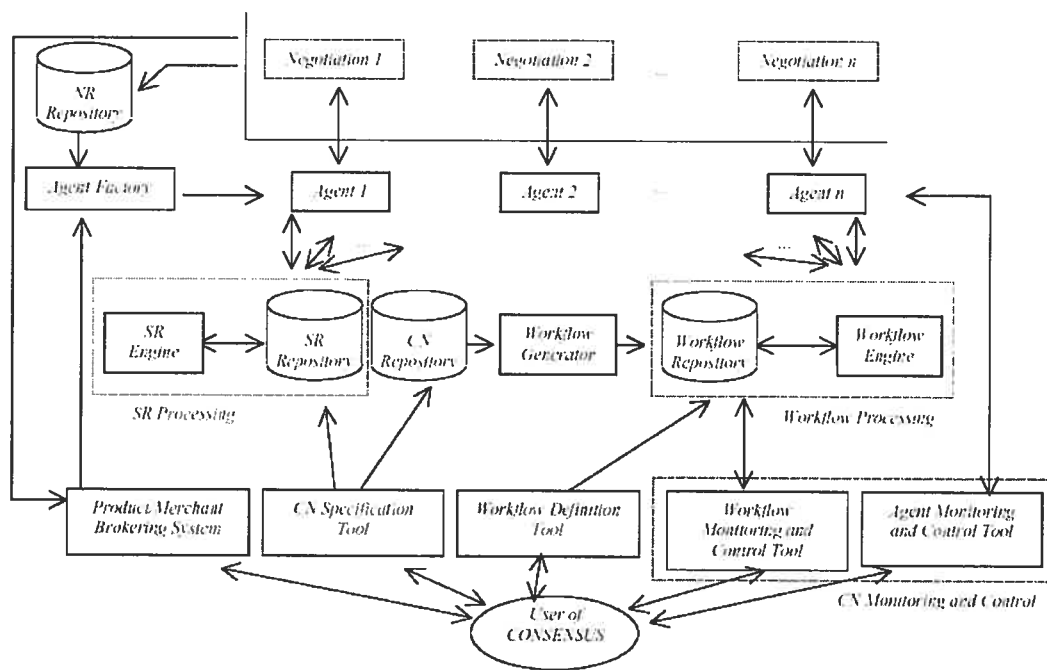 Negotiation 1
Negotiation 2
...
Negotiation n
NR
Repository
Agent Factory
Agent 1
Agent 2
...
Agent n
...
...
SR
Engine
SR
Repository
CN
Repository
Workflow
Generator
Workflow
Repository
Workflow
Engine
SR Processing
Workflow Processing
Product Merchant
Brokering System
CN Specification
Tool
Workflow Definition
Tool
Workflow
Monitoring and
Control Tool
Agent Monitoring
and Control Tool
CN Monitoring and Control
User of
CONSENSUS